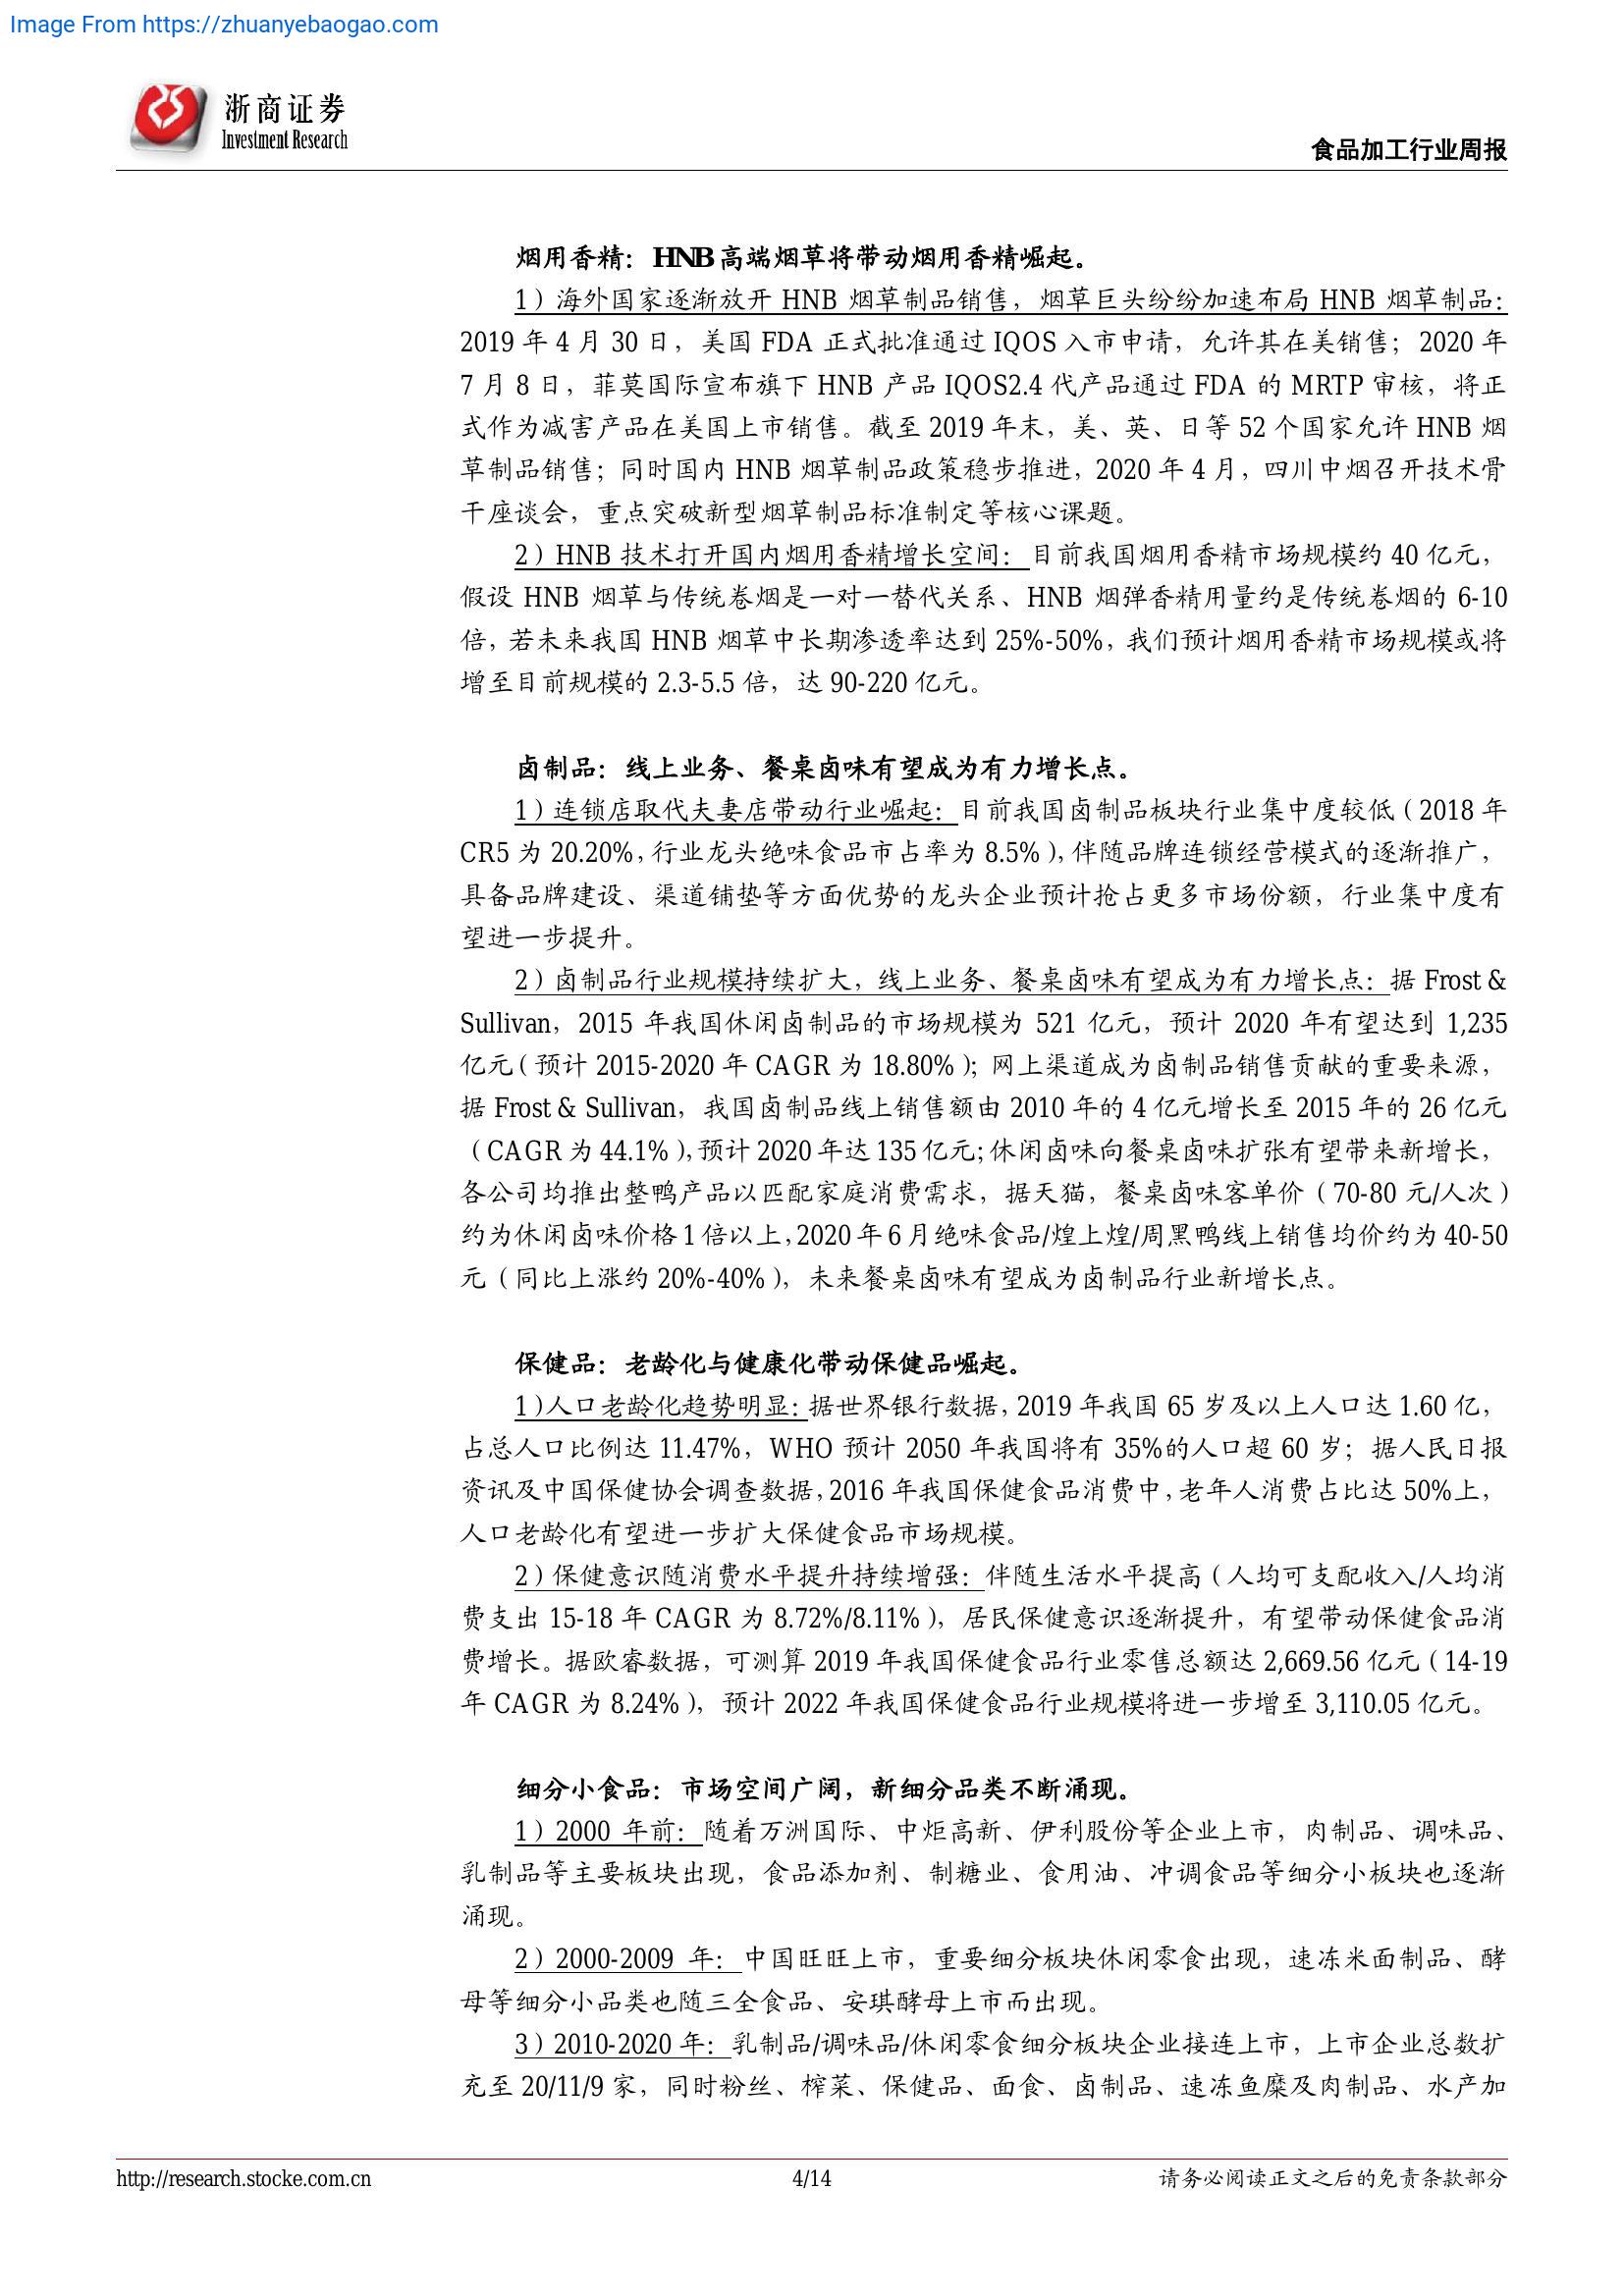 Image From https://zhuanyebaogao.com
浙商证券
Investment Research
食品加工行业周报
烟用香精：HNB高端烟草将带动烟用香精崛起。
1）海外国家逐渐放开 HNB 烟草制品销售，烟草巨头纷纷加速布局 HNB 烟草制品：
2019 年 4 月 30 日，美国 FDA 正式批准通过 IQOS 入市申请，允许其在美销售；2020 年
7 月 8 日，菲莫国际宣布旗下 HNB 产品 IQOS2.4 代产品通过 FDA 的 MRTP 审核，将正
式作为减害产品在美国上市销售。截至 2019 年末，美、英、日等 52 个国家允许 HNB 烟
草制品销售；同时国内 HNB 烟草制品政策稳步推进，2020 年 4 月，四川中烟召开技术骨
干座谈会，重点突破新型烟草制品标准制定等核心课题。
2）HNB 技术打开国内烟用香精增长空间：目前我国烟用香精市场规模约 40 亿元，
假设 HNB 烟草与传统卷烟是一对一替代关系、HNB 烟弹香精用量约是传统卷烟的 6-10
倍，若未来我国 HNB 烟草中长期渗透率达到 25%-50%，我们预计烟用香精市场规模或将
增至目前规模的 2.3-5.5 倍，达 90-220 亿元。
卤制品：线上业务、餐桌卤味有望成为有力增长点。
1）连锁店取代夫妻店带动行业崛起：目前我国卤制品板块行业集中度较低（2018 年
CR5 为 20.20%，行业龙头绝味食品市占率为 8.5%），伴随品牌连锁经营模式的逐渐推广，
具备品牌建设、渠道铺垫等方面优势的龙头企业预计抢占更多市场份额，行业集中度有
望进一步提升。
2）卤制品行业规模持续扩大，线上业务、餐桌卤味有望成为有力增长点：据 Frost &
Sullivan，2015 年我国休闲卤制品的市场规模为 521 亿元，预计 2020 年有望达到 1,235
亿元（预计 2015-2020 年 CAGR 为 18.80%）；网上渠道成为卤制品销售贡献的重要来源，
据 Frost & Sullivan，我国卤制品线上销售额由 2010 年的 4 亿元增长至 2015 年的 26 亿元
（CAGR 为 44.1%），预计 2020 年达 135 亿元；休闲卤味向餐桌卤味扩张有望带来新增长，
各公司均推出整鸭产品以匹配家庭消费需求，据天猫，餐桌卤味客单价（70-80 元/人次）
约为休闲卤味价格 1 倍以上，2020 年 6 月绝味食品/煌上煌/周黑鸭线上销售均价约为 40-50
元（同比上涨约 20%-40%），未来餐桌卤味有望成为卤制品行业新增长点。
保健品：老龄化与健康化带动保健品崛起。
1）人口老龄化趋势明显：据世界银行数据，2019 年我国 65 岁及以上人口达 1.60 亿，
占总人口比例达 11.47%，WHO 预计 2050 年我国将有 35%的人口超 60 岁；据人民日报
资讯及中国保健协会调查数据，2016 年我国保健食品消费中，老年人消费占比达 50%上，
人口老龄化有望进一步扩大保健食品市场规模。
2）保健意识随消费水平提升持续增强：伴随生活水平提高（人均可支配收入/人均消
费支出 15-18 年 CAGR 为 8.72%/8.11%），居民保健意识逐渐提升，有望带动保健食品消
费增长。据欧睿数据，可测算 2019 年我国保健食品行业零售总额达 2,669.56 亿元（14-19
年 CAGR 为 8.24%），预计 2022 年我国保健食品行业规模将进一步增至 3,110.05 亿元。
细分小食品：市场空间广阔，新细分品类不断涌现。
1）2000 年前：随着万洲国际、中炬高新、伊利股份等企业上市，肉制品、调味品、
乳制品等主要板块出现，食品添加剂、制糖业、食用油、冲调食品等细分小板块也逐渐
涌现。
2）2000-2009 年：中国旺旺上市，重要细分板块休闲零食出现，速冻米面制品、酵
母等细分小品类也随三全食品、安琪酵母上市而出现。
3）2010-2020 年：乳制品/调味品/休闲零食细分板块企业接连上市，上市企业总数扩
充至 20/11/9 家，同时粉丝、榨菜、保健品、面食、卤制品、速冻鱼糜及肉制品、水产加
http://research.stocke.com.cn
4/14
请务必阅读正文之后的免责条款部分